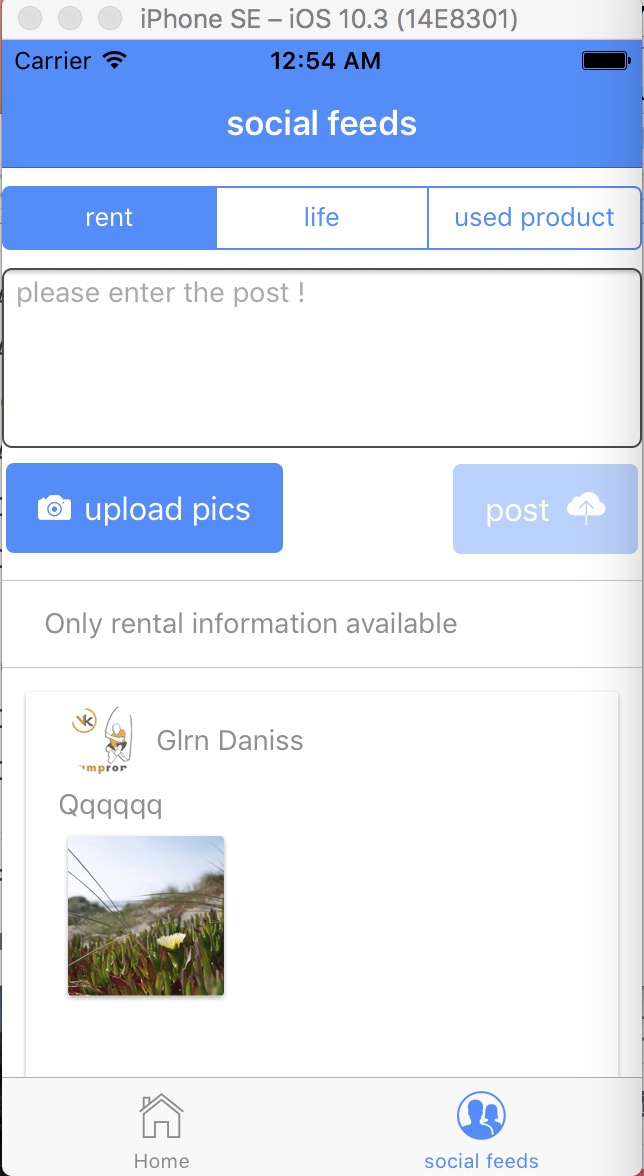 iPhone SE – iOS 10.3 (14E8301)
Carrier 12:54 AM
social feeds
rent life used product
please enter the post !
upload pics post
Only rental information available
Glrn Daniss
Qqqqqq
Home social feeds